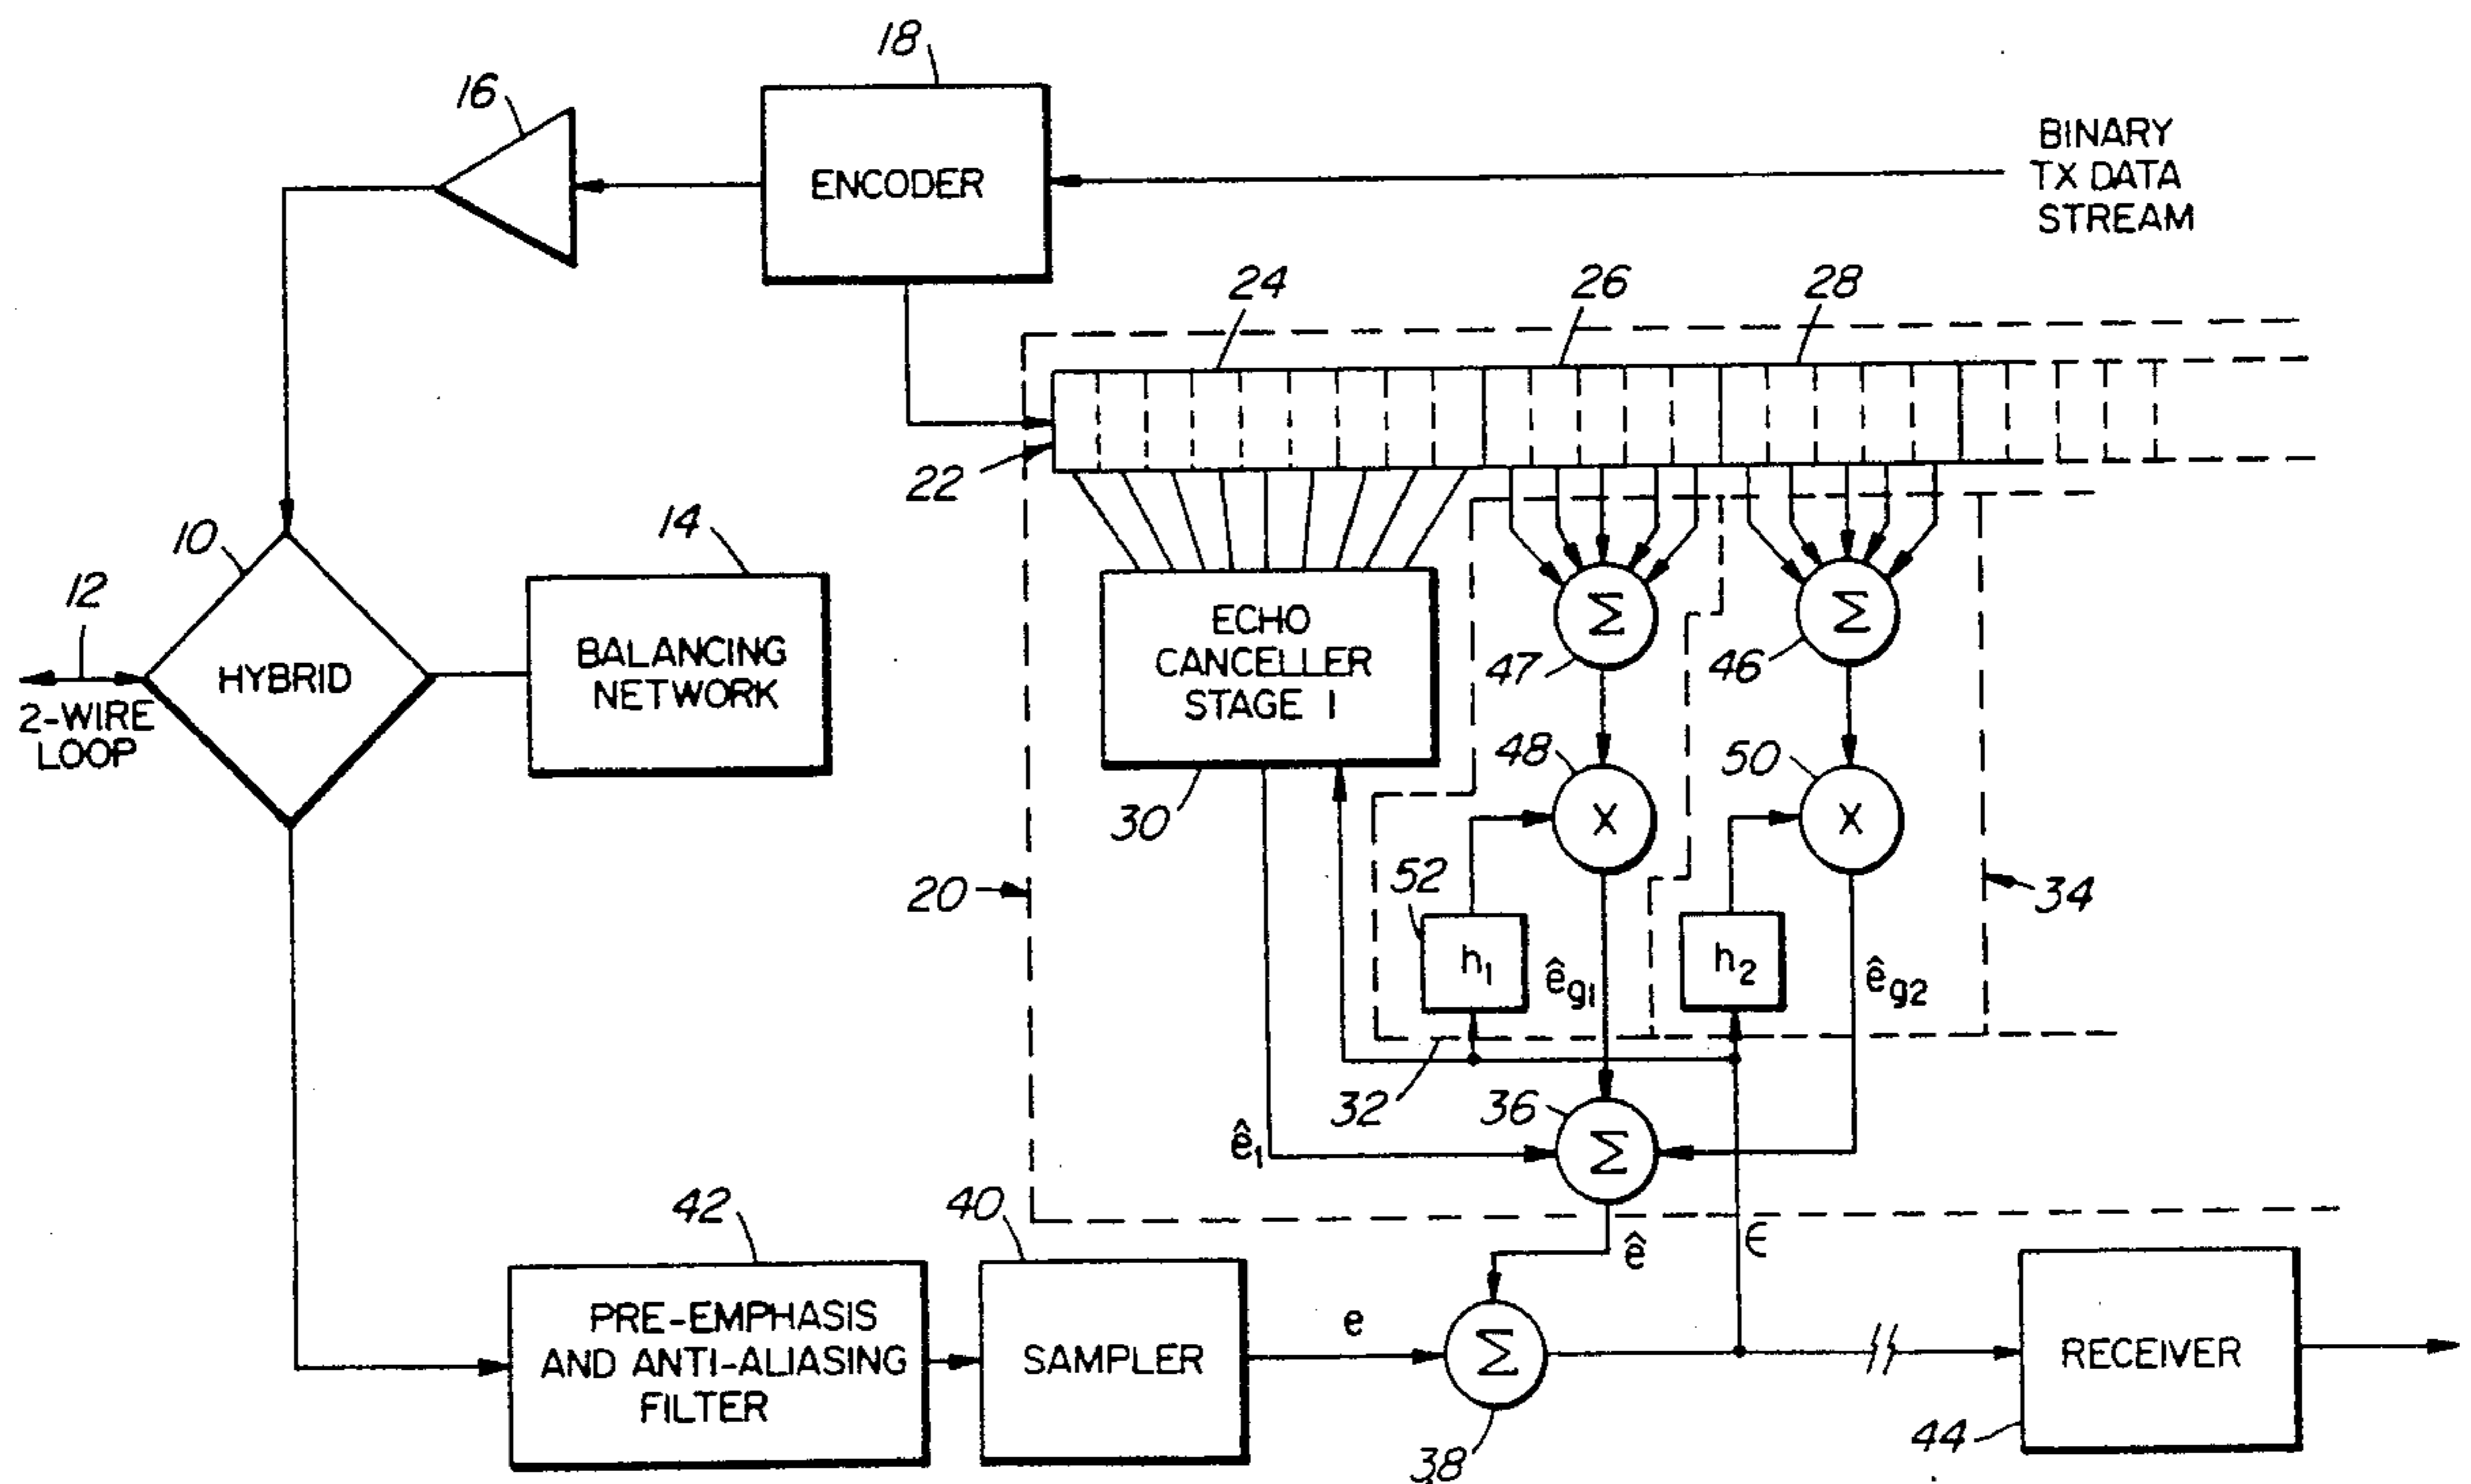 18
16
ENCODER
BINARY
TX DATA
STREAM
24
26
28
22
10
14
12
HYBRID
2-WIRE
LOOP
BALANCING
NETWORK
ECHO
CANCELLER
STAGE 1
30
Σ
47
Σ
46
48
X
50
X
20
52
h₁
ê_g1
h₂
ê_g2
34
32
36
ê₁
Σ
42
40
ê
ϵ
PRE-EMPHASIS
AND ANTI-ALIASING
FILTER
SAMPLER
e
Σ
38
RECEIVER
44